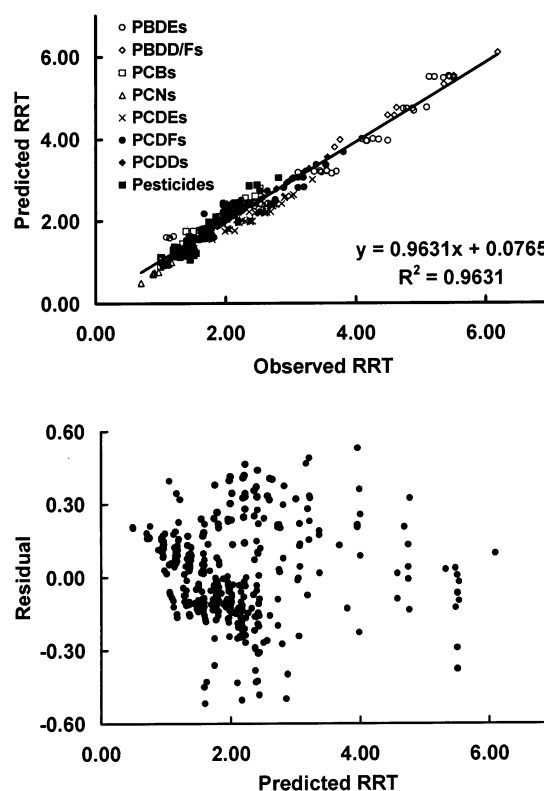 6.00
PBDEs
PBDD/Fs
PCBs
PCNs
4.00
PCDEs
PCDFs
PCDDs
Pesticides
2.00
y = 0.9631x + 0.0765
R² = 0.9631
0.00
0.00 2.00 4.00 6.00
Predicted RRT
Observed RRT
0.60
0.30
0.00
-0.30
-0.60
0.00 2.00 4.00 6.00
Residual
Predicted RRT